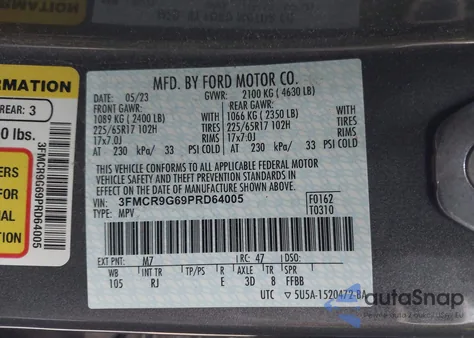 MFD. BY FORD MOTOR CO.
DATE: 05/23 GVWR: 2100 KG ( 4630 LB)
FRONT GAWR: REAR GAWR:
1089 KG ( 2400 LB) 1066 KG ( 2350 LB)
225/65R17 102H TIRES 225/65R17 102H TIRES
17x7.0J RIMS 17x7.0J RIMS
AT 230 kPa/ 33 PSI COLD AT 230 kPa/ 33 PSI COLD
THIS VEHICLE CONFORMS TO ALL APPLICABLE FEDERAL MOTOR
VEHICLE SAFETY AND THEFT PREVENTION STANDARDS IN EFFECT ON THE DATE OF
MANUFACTURE SHOWN ABOVE.
VIN: 3FMCR9G69PRD64005 F0162
TYPE: MPV T0310
EXT PNT: M7 RC: 47 DSO:
WB INT TR TP/PS R AXLE TR SPR
105 RJ E 3D 8 FFBB
UTC ▽ 5U5A-1520472-BA
RMATION
REAR: 3
0 lbs.
ERS
FOR
NAL
ION
3FMCR9G69PRD64005
autaSnap